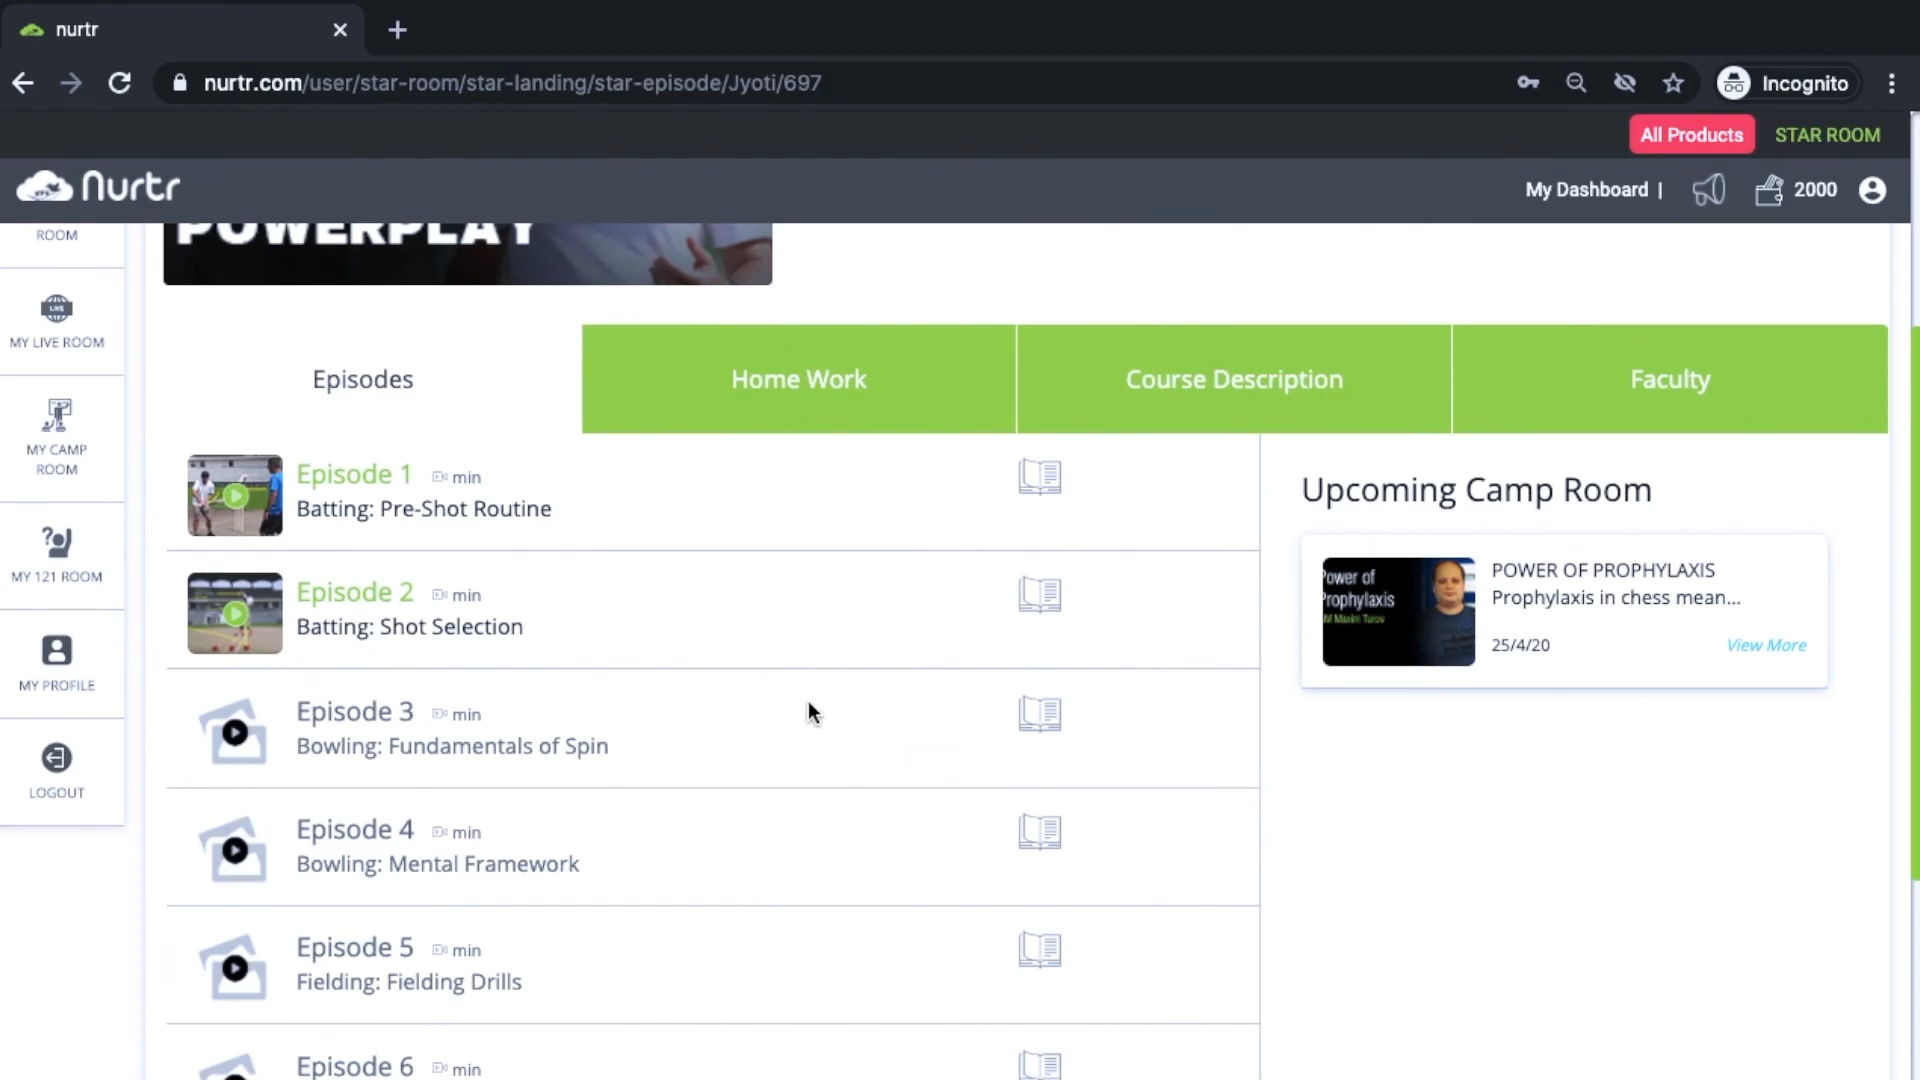 nurtr
nurtr.com/user/star-room/star-landing/star-episode/Jyoti/697
Incognito
All Products
STAR ROOM
Nurtr
My Dashboard |
2000
POWERPLAY
ROOM
LIVE
MY LIVE ROOM
MY CAMP
ROOM
MY 121 ROOM
MY PROFILE
LOGOUT
Episodes
Home Work
Course Description
Faculty
Episode 1 min
Batting: Pre-Shot Routine
Episode 2 min
Batting: Shot Selection
Episode 3 min
Bowling: Fundamentals of Spin
Episode 4 min
Bowling: Mental Framework
Episode 5 min
Fielding: Fielding Drills
Episode 6 min
Upcoming Camp Room
Power of
Prophylaxis
GM Maxim Turov
POWER OF PROPHYLAXIS
Prophylaxis in chess mean...
25/4/20
View More